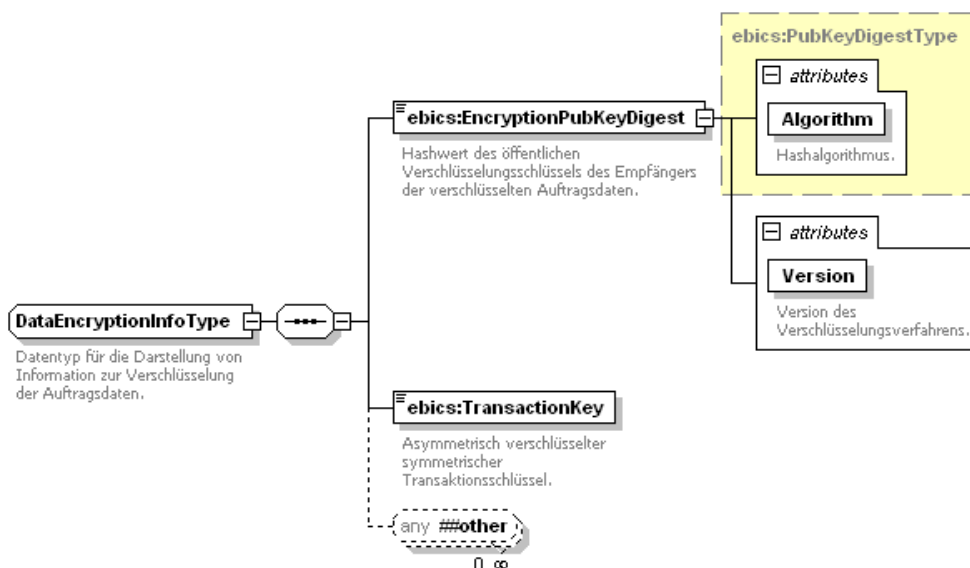 ebics:PubKeyDigestType
attributes
Algorithm
Hashalgorithmus.
ebics:EncryptionPubKeyDigest
Hashwert des öffentlichen
Verschlüsselungsschlüssels des Empfängers
der verschlüsselten Auftragsdaten.
attributes
Version
Version des
Verschlüsselungsverfahrens.
DataEncryptionInfoType
Datentyp für die Darstellung von
Information zur Verschlüsselung
der Auftragsdaten.
ebics:TransactionKey
Asymmetrisch verschlüsselter
symmetrischer
Transaktionsschlüssel.
any ##other
0..∞